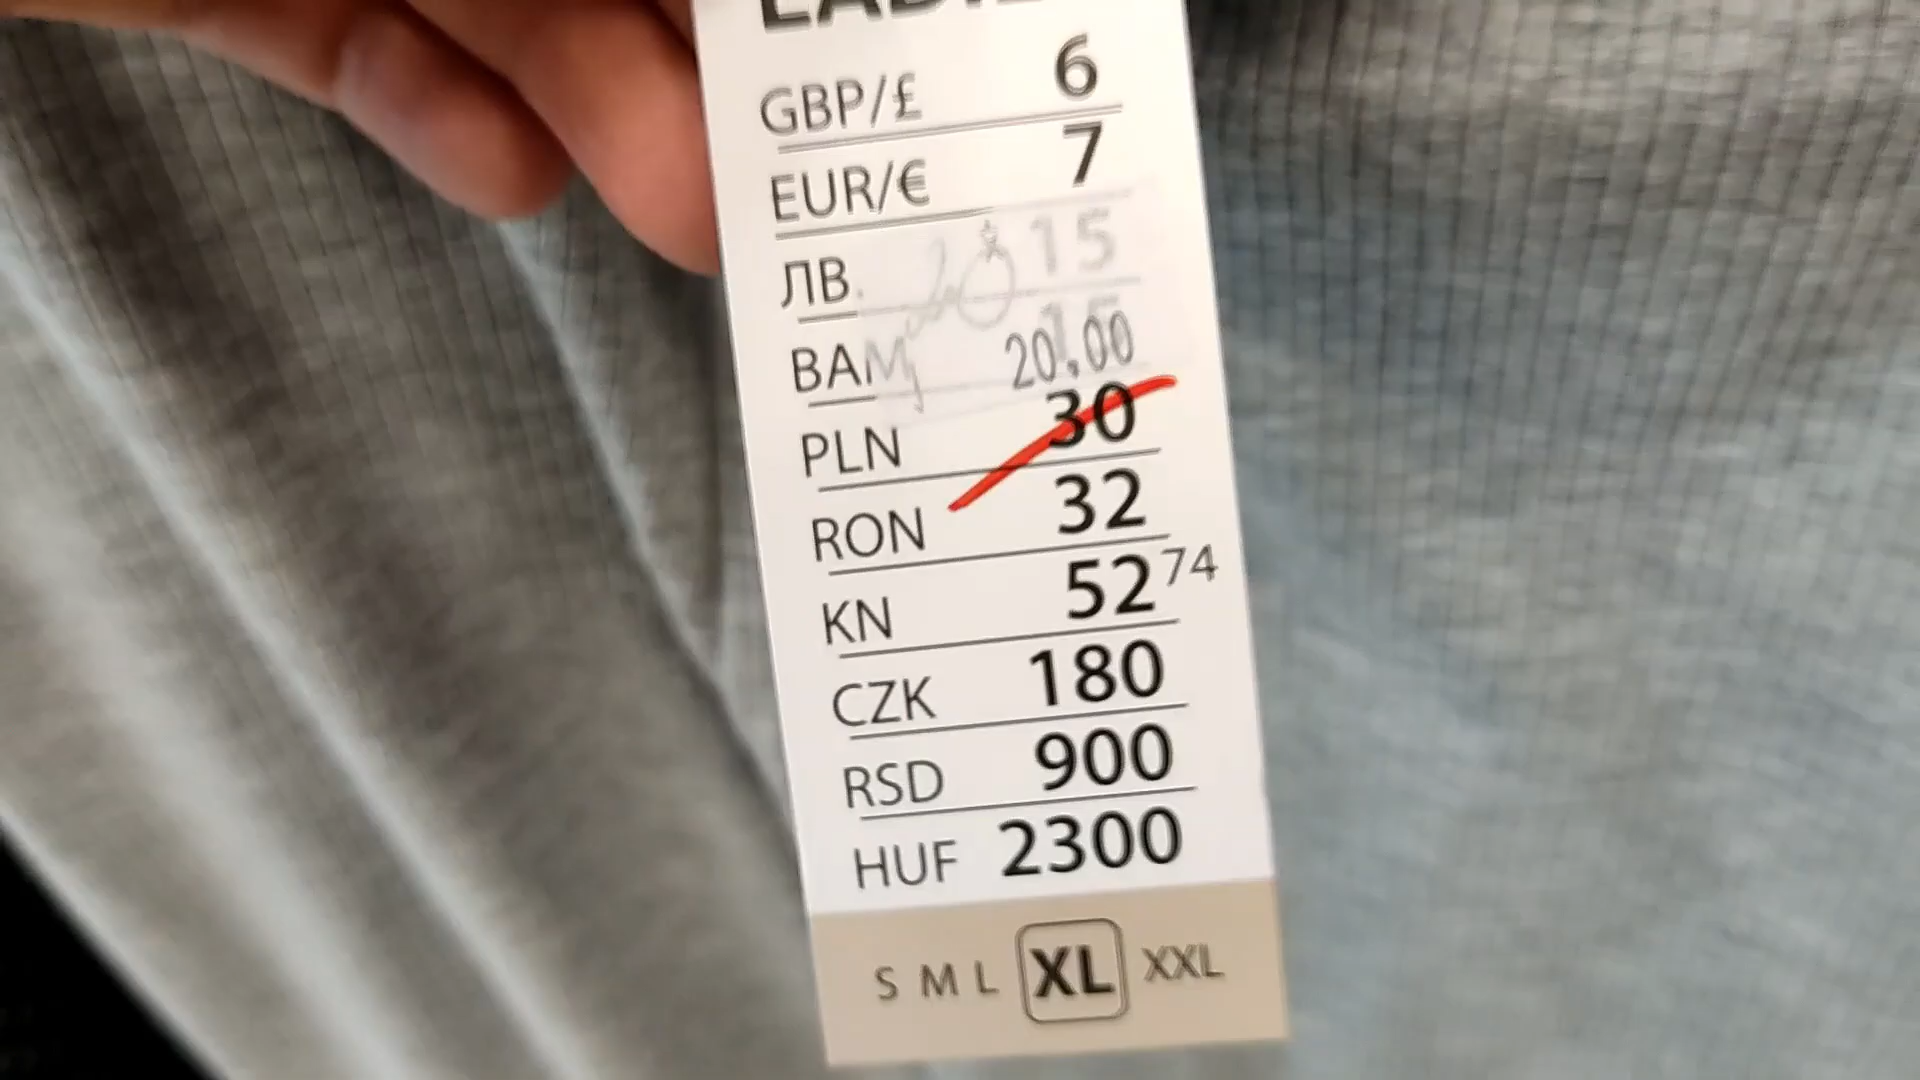 GBP/£ 6
EUR/€ 7
ЛВ. 15
BAM 15
20,00
PLN 30
RON 32
KN 52 74
CZK 180
RSD 900
HUF 2300
S M L XL XXL